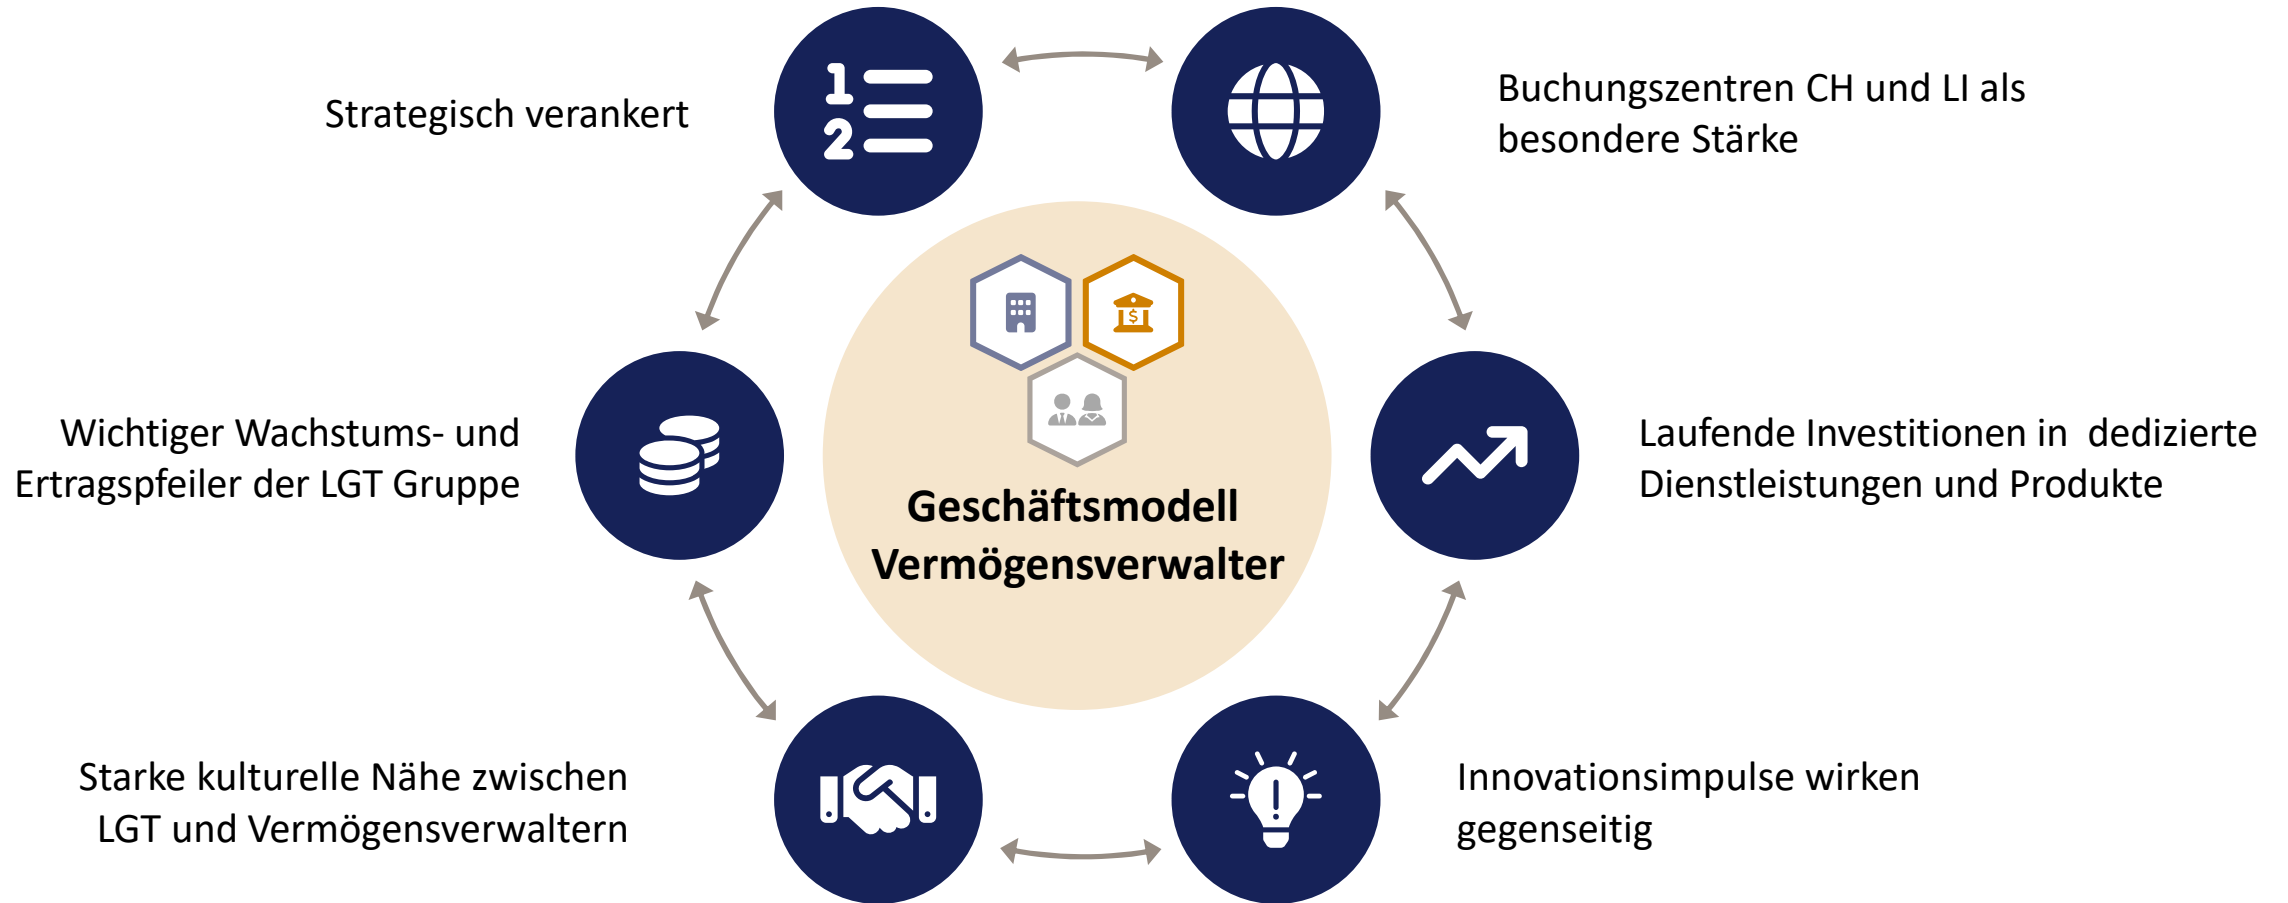 Strategisch verankert
Buchungszentren CH und LI als
besondere Stärke
Wichtiger Wachstums- und
Ertragspfeiler der LGT Gruppe
Geschäftsmodell
Vermögensverwalter
Laufende Investitionen in dedizierte
Dienstleistungen und Produkte
Starke kulturelle Nähe zwischen
LGT und Vermögensverwaltern
Innovationsimpulse wirken
gegenseitig